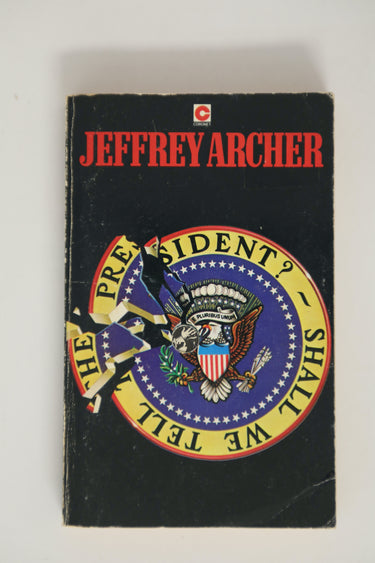 CORONET
JEFFREY ARCHER
SHALL WE TELL THE PRESIDENT? ~
E PLURIBUS UNUM